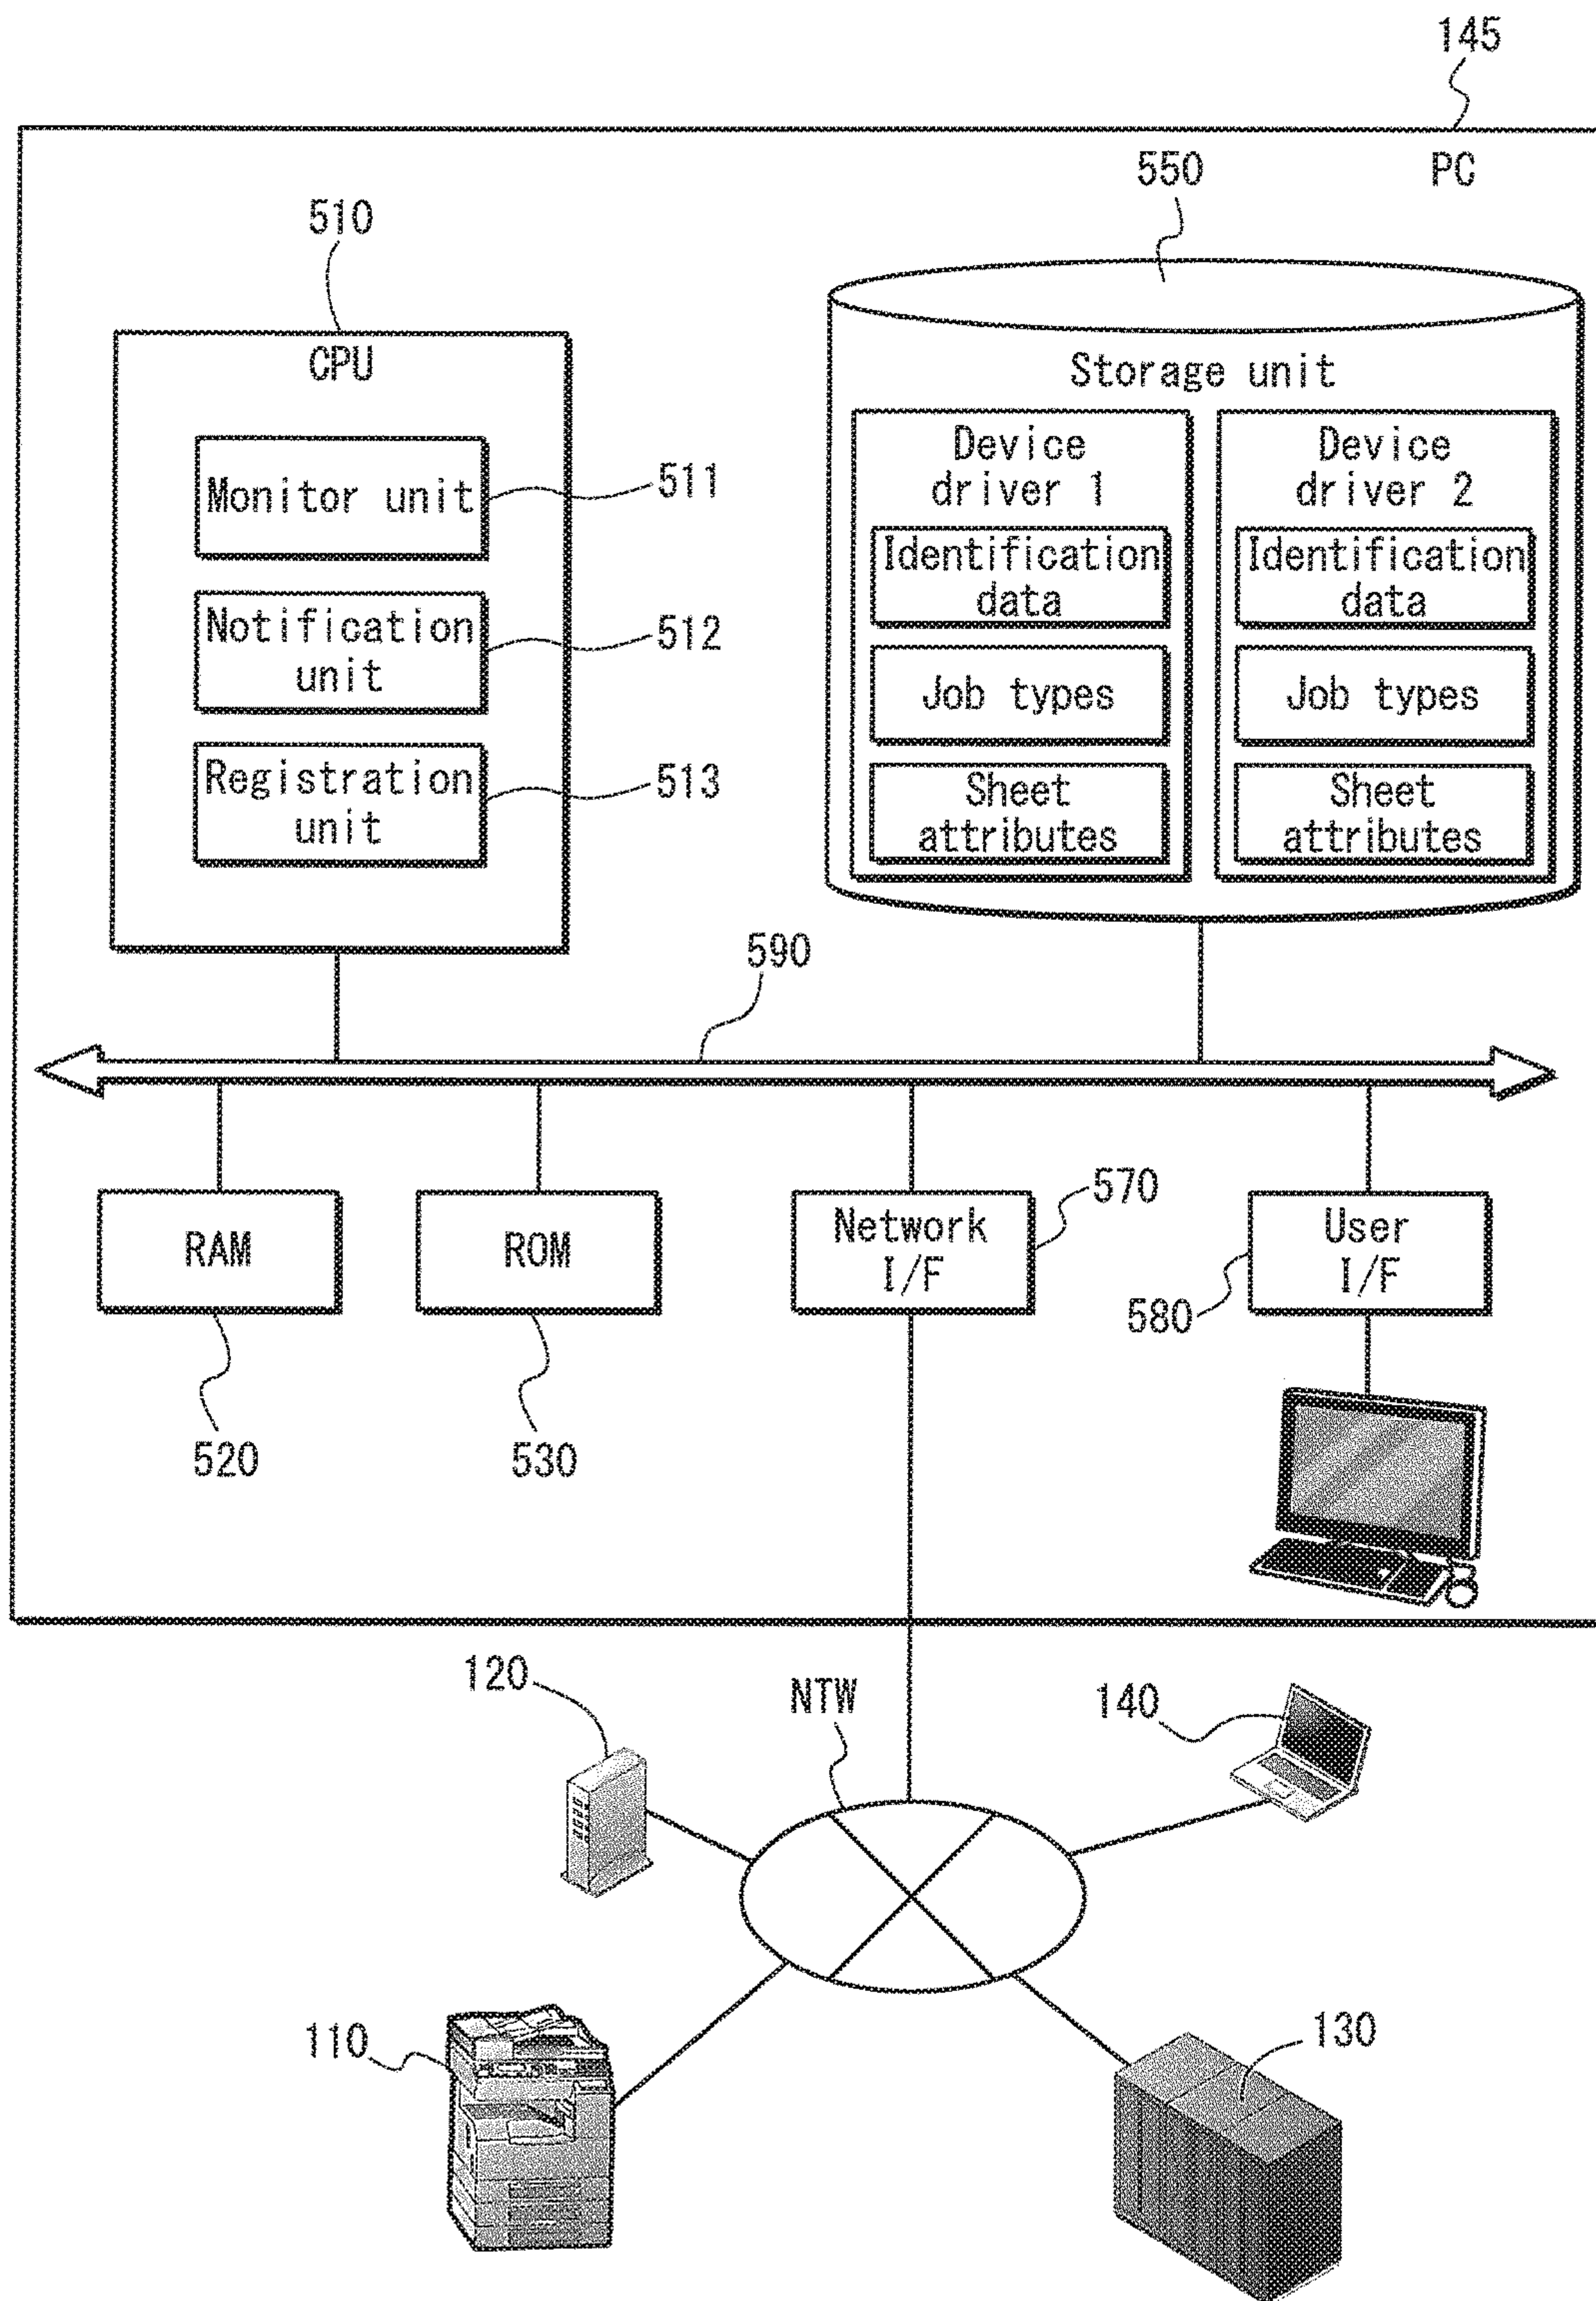 145
PC
550
510
CPU
Monitor unit
511
Notification
unit
512
Registration
unit
513
Storage unit
Device
driver 1
Identification
data
Job types
Sheet
attributes
Device
driver 2
Identification
data
Job types
Sheet
attributes
590
RAM
520
ROM
530
Network
I/F
570
User
I/F
580
120
NTW
140
110
130